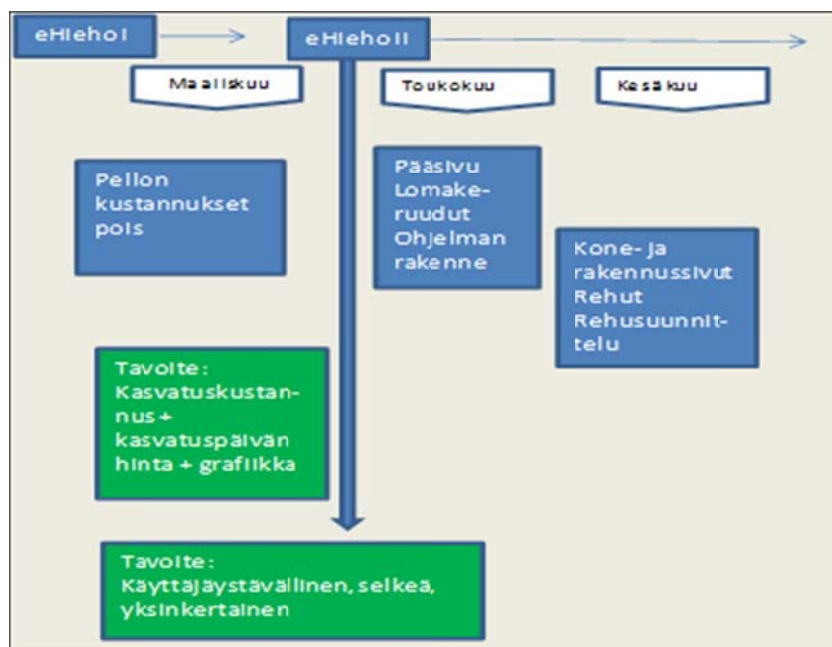 eHiehoI
eHiehoII
Maaliskuu
Toukokuu
Kesäkuu
Pellon
kustannukset
pois
Pääsivu
Lomake-
ruudut
Ohjelman
rakenne
Kone- ja
rakennussivut
Rehut
Rehusuunnit-
telu
Tavoite:
Kasvatuskustan-
nus +
kasvatuspäivän
hinta + grafiikka
Tavoite:
Käyttäjäystävällinen, selkeä,
yksinkertainen